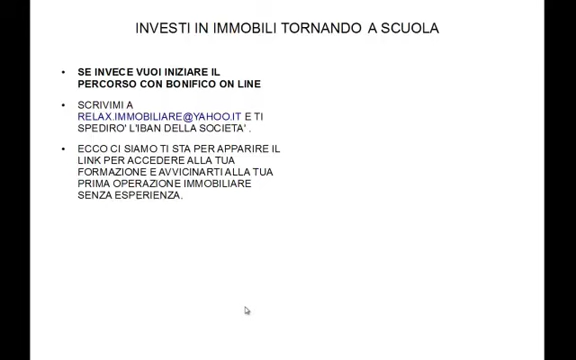 INVESTI IN IMMOBILI TORNANDO A SCUOLA
• SE INVECE VUOI INIZIARE IL
PERCORSO CON BONIFICO ON LINE
• SCRIVIMI A
RELAX.IMMOBILIARE@YAHOO.IT E TI
SPEDIRO' L'IBAN DELLA SOCIETA' .
• ECCO CI SIAMO TI STA PER APPARIRE IL
LINK PER ACCEDERE ALLA TUA
FORMAZIONE E AVVICINARTI ALLA TUA
PRIMA OPERAZIONE IMMOBILIARE
SENZA ESPERIENZA.